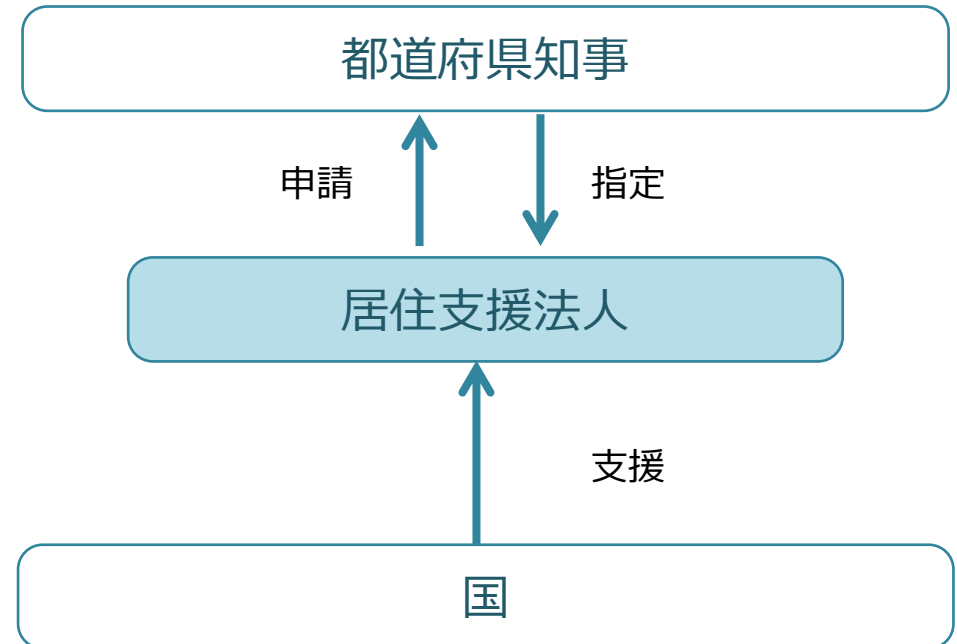 都道府県知事
申請
指定
居住支援法人
支援
国